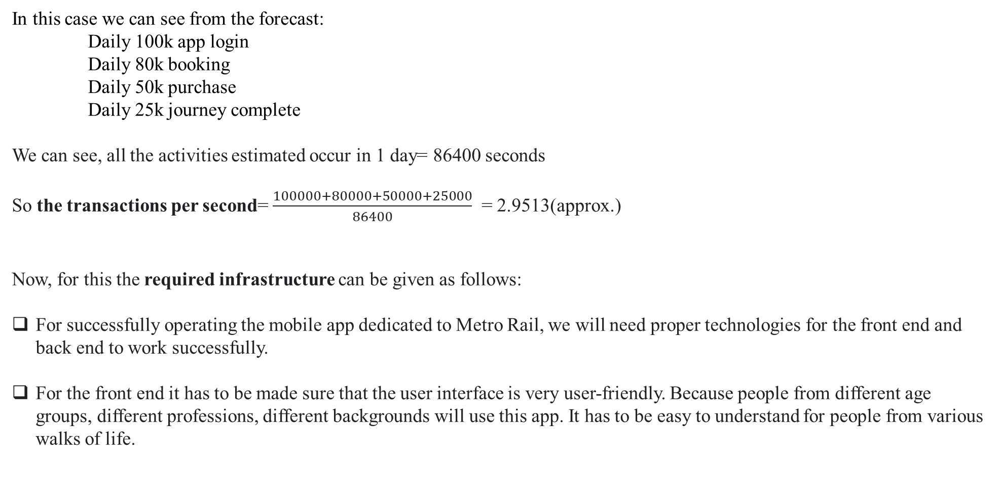 In this case we can see from the forecast:
Daily 100k app login
Daily 80k booking
Daily 50k purchase
Daily 25k journey complete
We can see, all the activities estimated occur in 1 day= 86400 seconds
So the transactions per second= 100000+80000+50000+25000 / 86400 = 2.9513(approx.)
Now, for this the required infrastructure can be given as follows:
❑ For successfully operating the mobile app dedicated to Metro Rail, we will need proper technologies for the front end and
back end to work successfully.
❑ For the front end it has to be made sure that the user interface is very user-friendly. Because people from different age
groups, different professions, different backgrounds will use this app. It has to be easy to understand for people from various
walks of life.